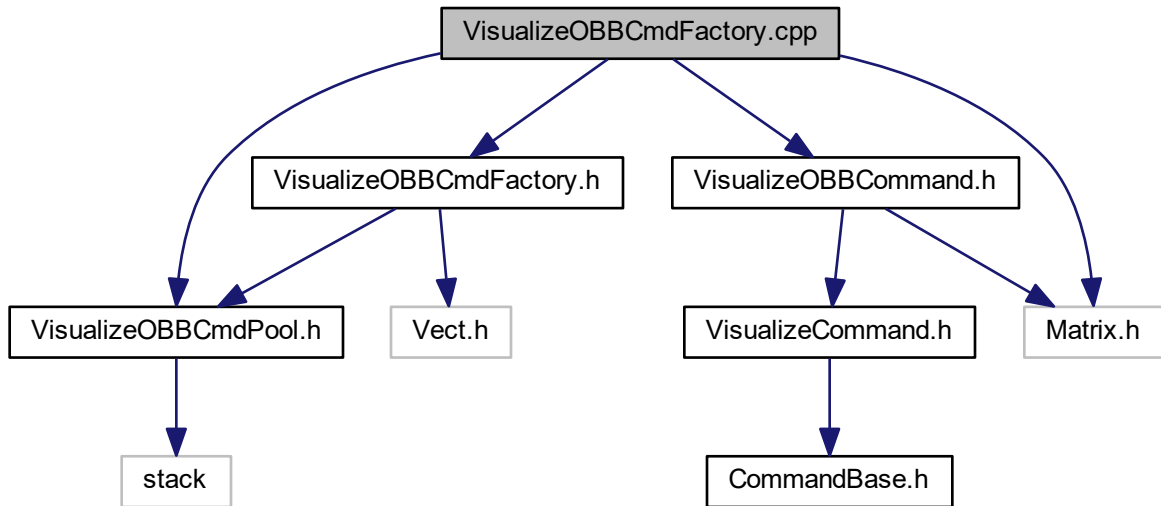 VisualizeOBBCmdFactory.cpp
VisualizeOBBCmdFactory.h
VisualizeOBBCommand.h
VisualizeOBBCmdPool.h
Vect.h
VisualizeCommand.h
Matrix.h
stack
CommandBase.h